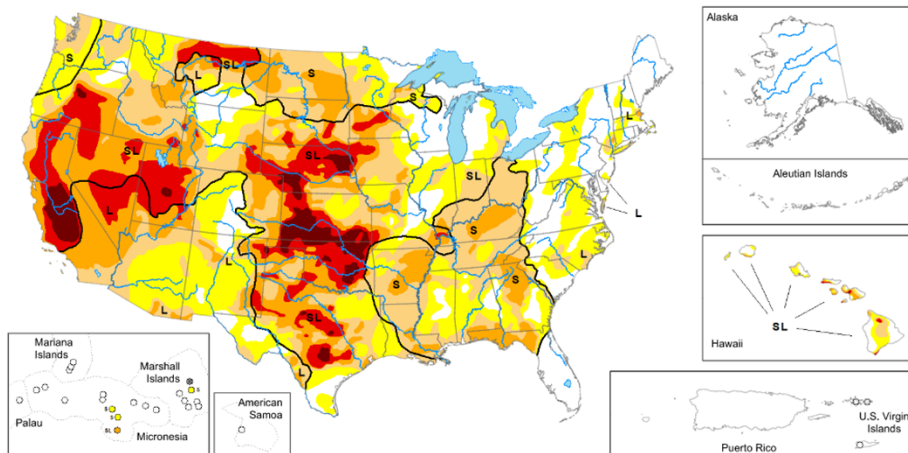 Alaska
Aleutian Islands
S
L
SL
S
S
L
SL
SL
L
SL
L
S
L
L
S
S
L
SL
L
Hawaii
SL
Mariana
Islands
Marshall
Islands
S
S
S
SL
Palau
Micronesia
American
Samoa
Puerto Rico
U.S. Virgin
Islands